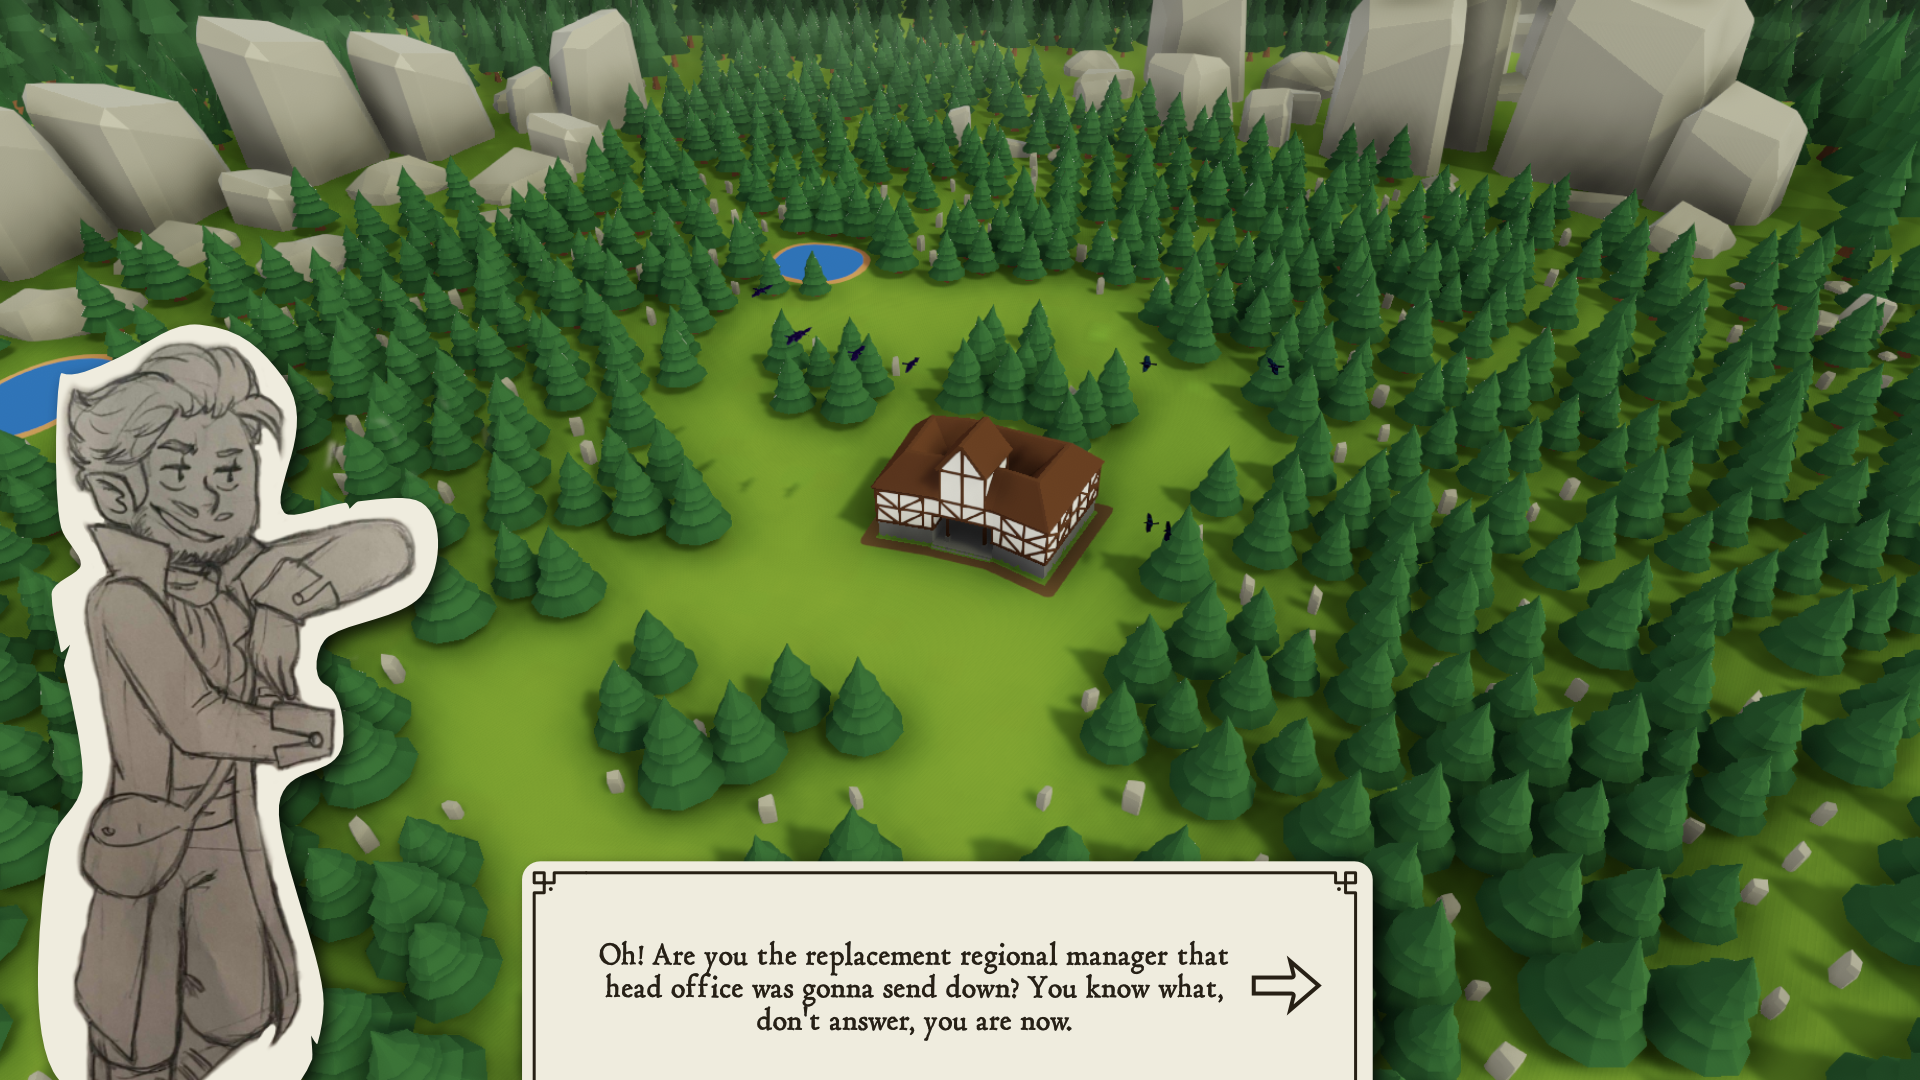 Oh! Are you the replacement regional manager that
head office was gonna send down? You know what,
don't answer, you are now.